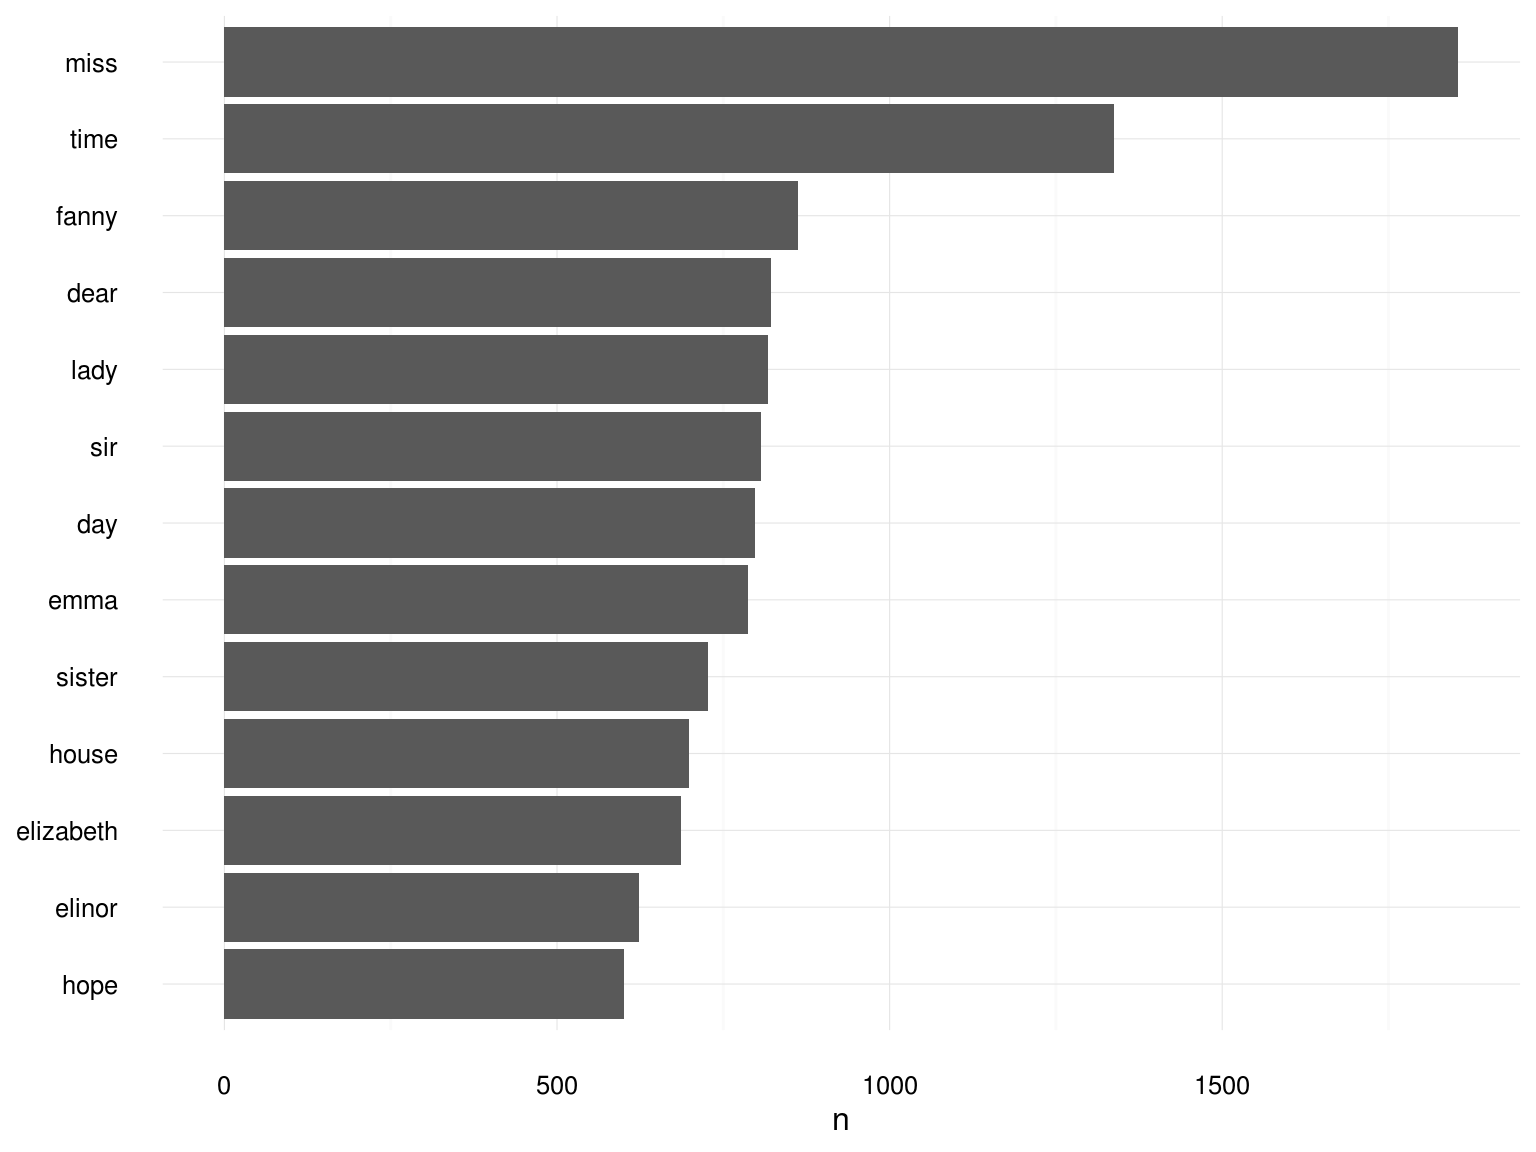 miss
time
fanny
dear
lady
sir
day
emma
sister
house
elizabeth
elinor
hope
0 500 1000 1500
n